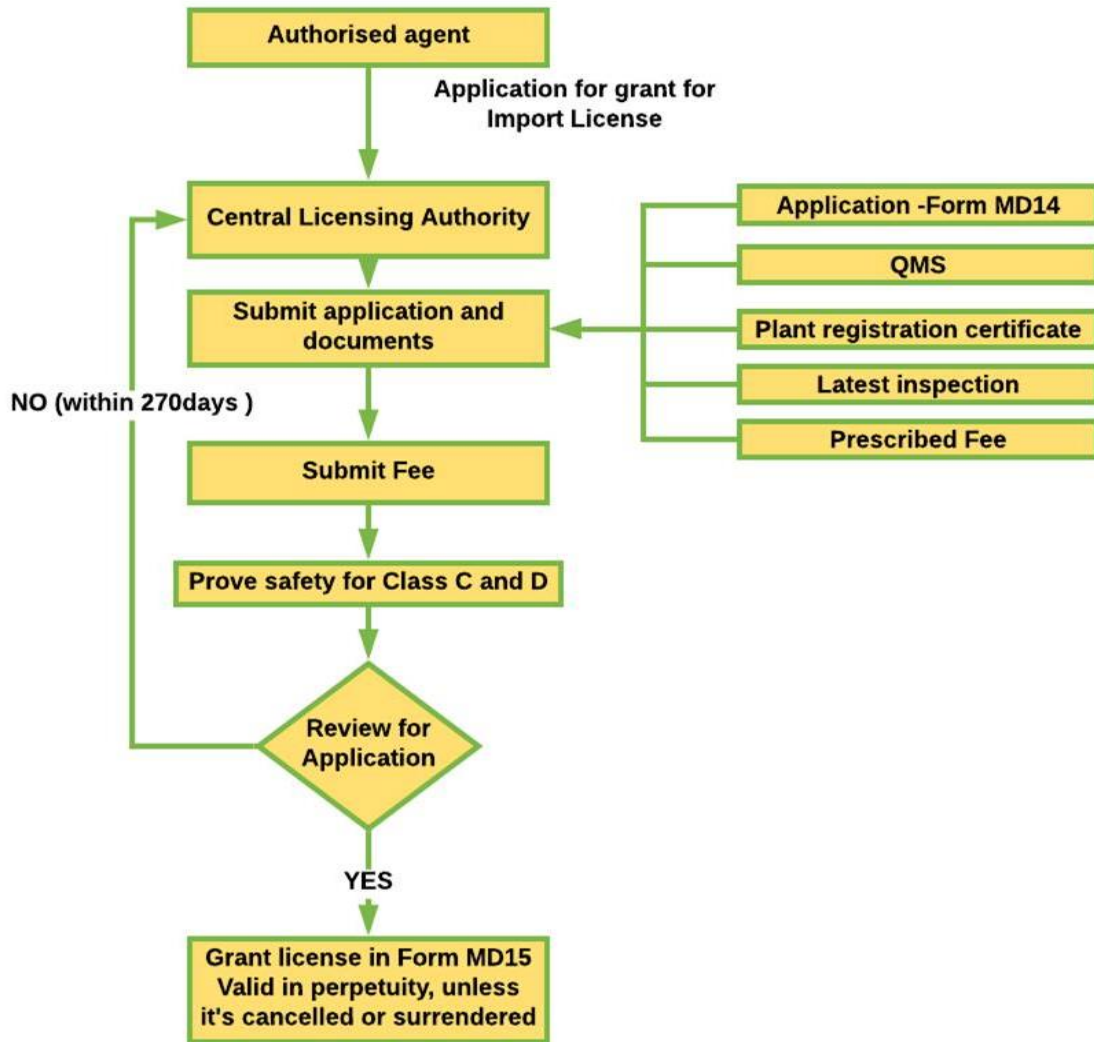 Authorised agent
Application for grant for
Import License
Central Licensing Authority
Application -Form MD14
QMS
Submit application and
documents
Plant registration certificate
Latest inspection
NO (within 270days )
Prescribed Fee
Submit Fee
Prove safety for Class C and D
Review for
Application
YES
Grant license in Form MD15
Valid in perpetuity, unless
it's cancelled or surrendered